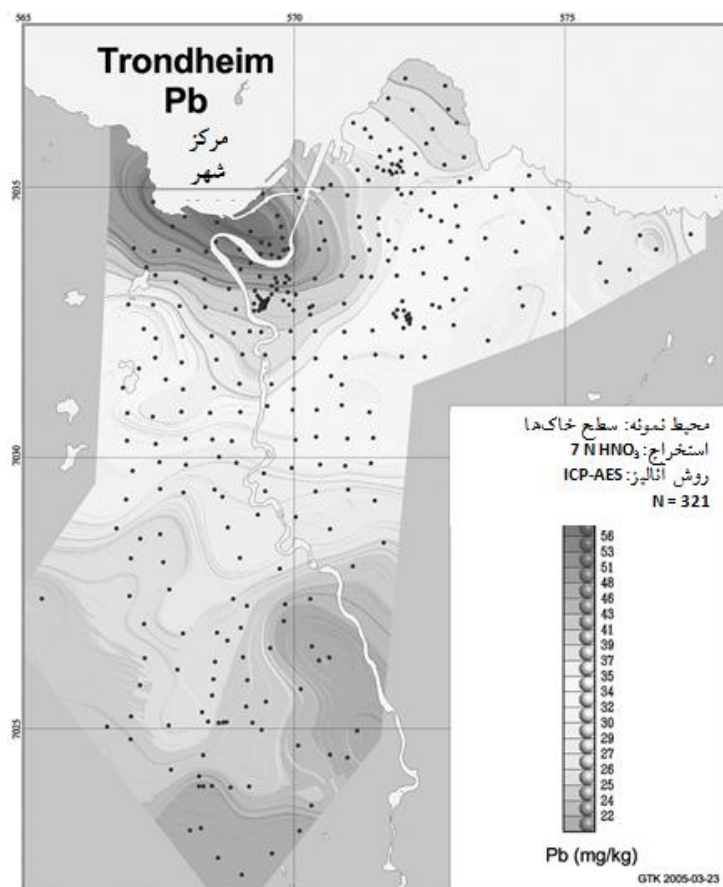 565
570
575
Trondheim
Pb
مرکز
شهر
7035
7030
7025
محیط نمونه: سطح خاک‌ها
استخراج: 7 N HNO₃
روش آنالیز: ICP-AES
N = 321
56
53
51
48
46
43
41
39
37
35
34
32
30
29
27
26
25
24
22
Pb (mg/kg)
GTK 2005-03-23